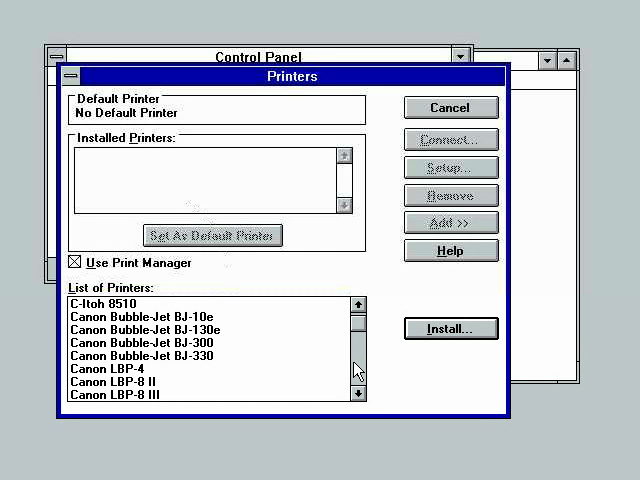 Control Panel
Printers
Default Printer
No Default Printer
Cancel
Installed Printers:
Connect...
Setup...
Remove
Add >>
Set As Default Printer
Help
Use Print Manager
List of Printers:
C-Itoh 8510
Canon Bubble-Jet BJ-10e
Canon Bubble-Jet BJ-130e
Canon Bubble-Jet BJ-300
Canon Bubble-Jet BJ-330
Canon LBP-4
Canon LBP-8 II
Canon LBP-8 III
Install...